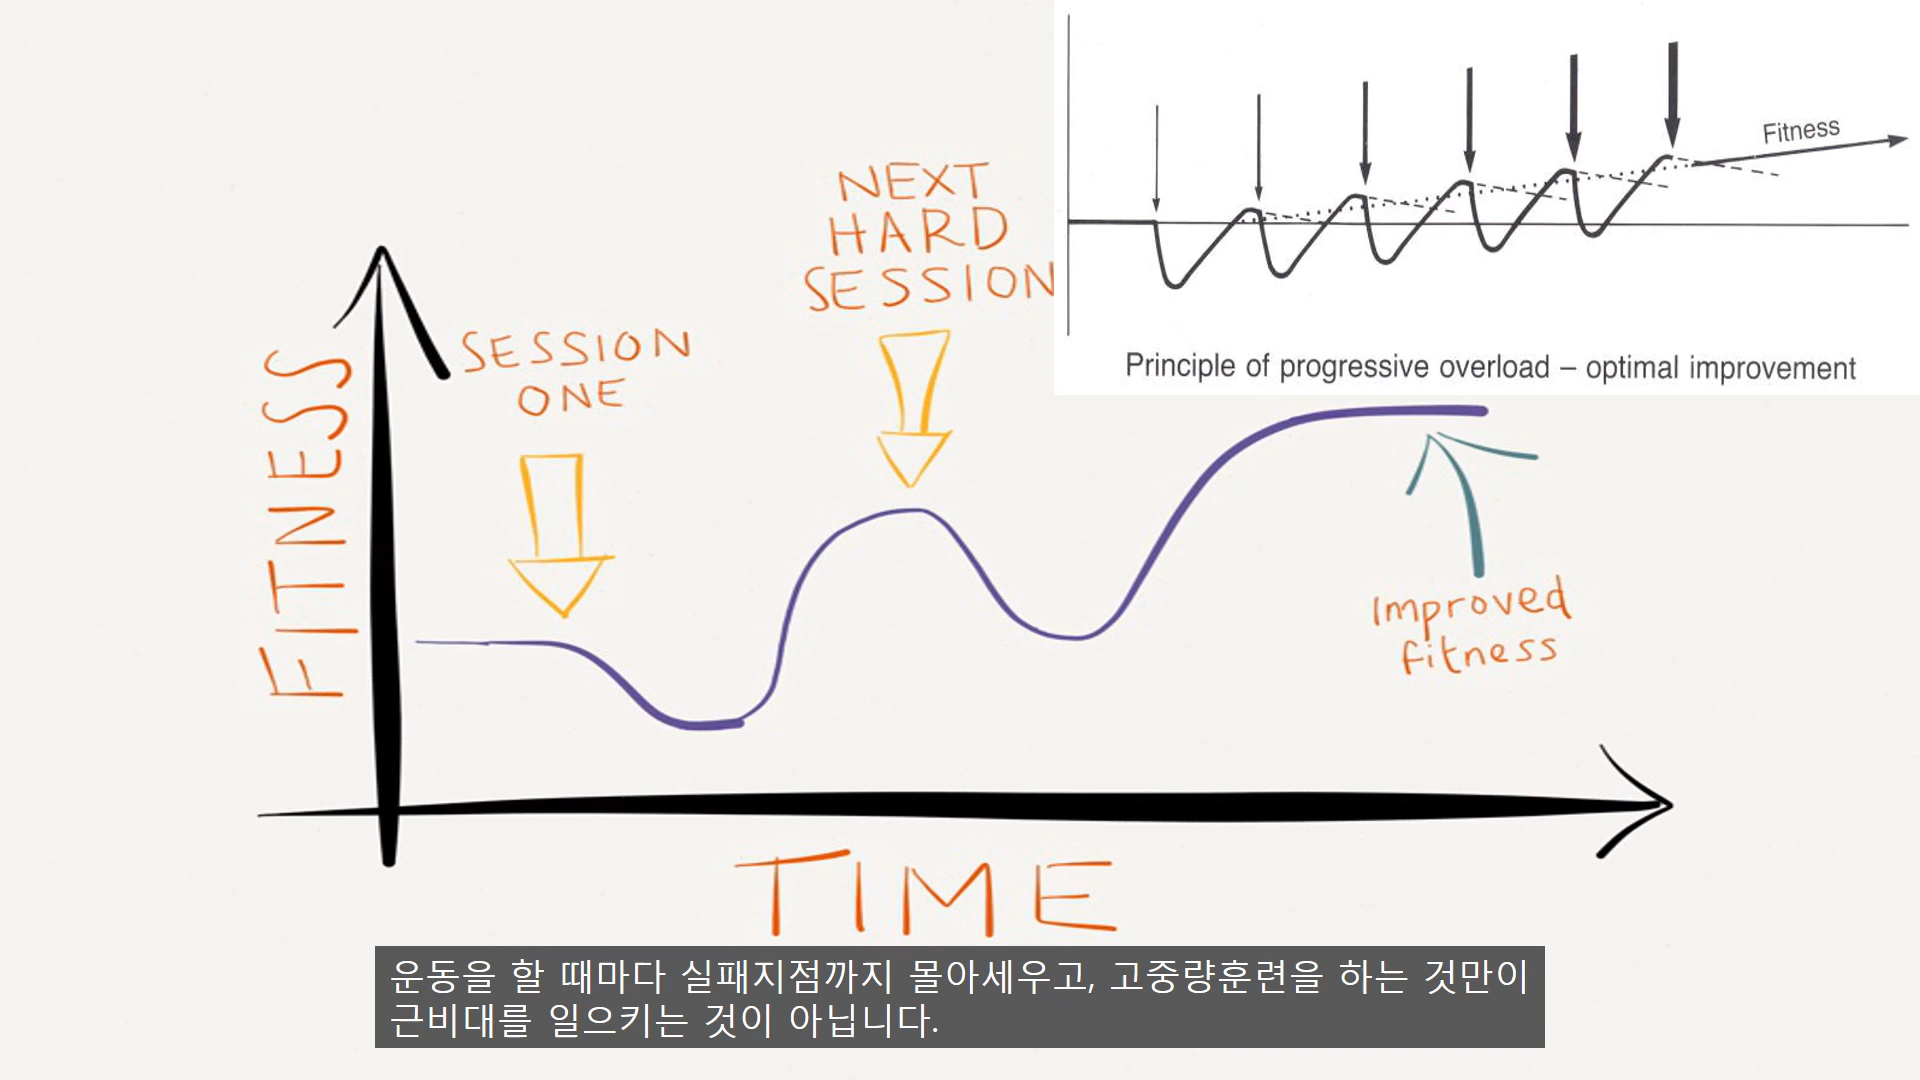 Fitness
Principle of progressive overload – optimal improvement
NEXT
HARD
SESSION
SESSION
ONE
FITNESS
Improved
fitness
TIME
운동을 할 때마다 실패지점까지 몰아세우고, 고중량훈련을 하는 것만이
근비대를 일으키는 것이 아닙니다.